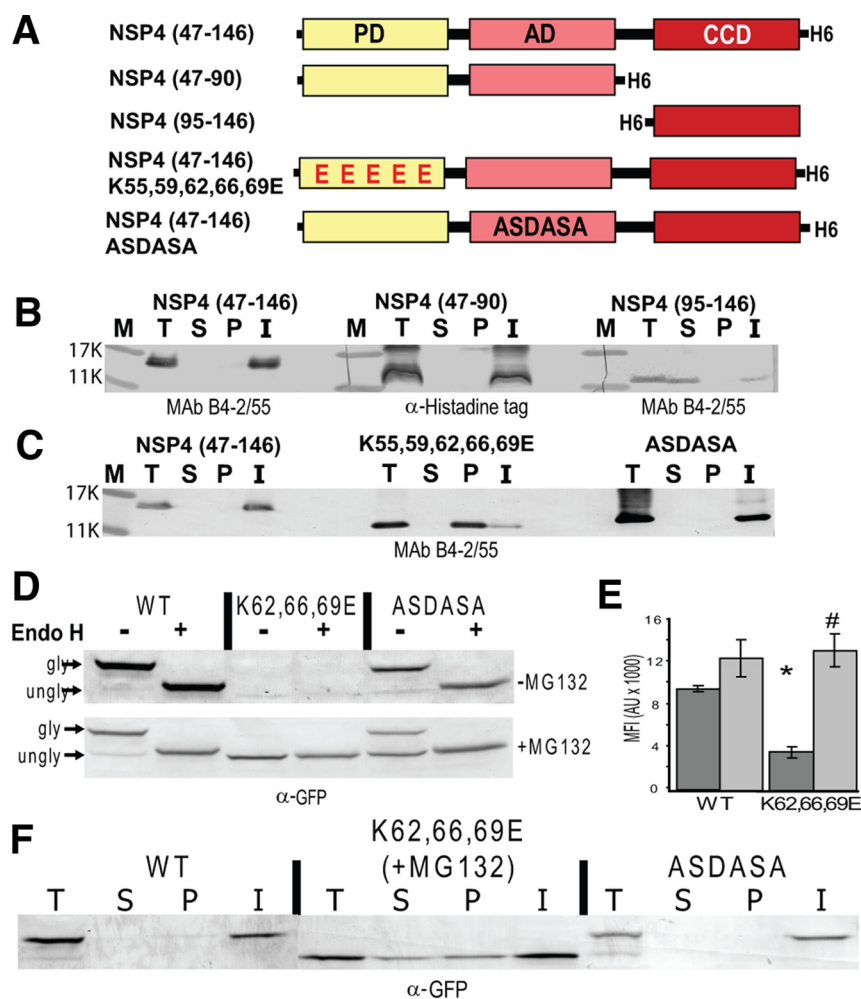 A
NSP4 (47-146) PD AD CCD H6
NSP4 (47-90) H6
NSP4 (95-146) H6
NSP4 (47-146)
K55,59,62,66,69E E E E E E H6
NSP4 (47-146)
ASDASA ASDASA H6
B
NSP4 (47-146) NSP4 (47-90) NSP4 (95-146)
M T S P I M T S P I M T S P I
17K
11K
MAb B4-2/55 α-Histadine tag MAb B4-2/55
C
NSP4 (47-146) K55,59,62,66,69E ASDASA
M T S P I T S P I T S P I
17K
11K
MAb B4-2/55
D
WT K62,66,69E ASDASA
Endo H - + - + - +
gly
ungly -MG132
gly
ungly +MG132
α-GFP
E
MFI (AU x 1000)
16
12
8
4
0
* #
WT K62,66,69E
F
K62,66,69E
WT (+MG132) ASDASA
T S P I T S P I T S P I
α-GFP